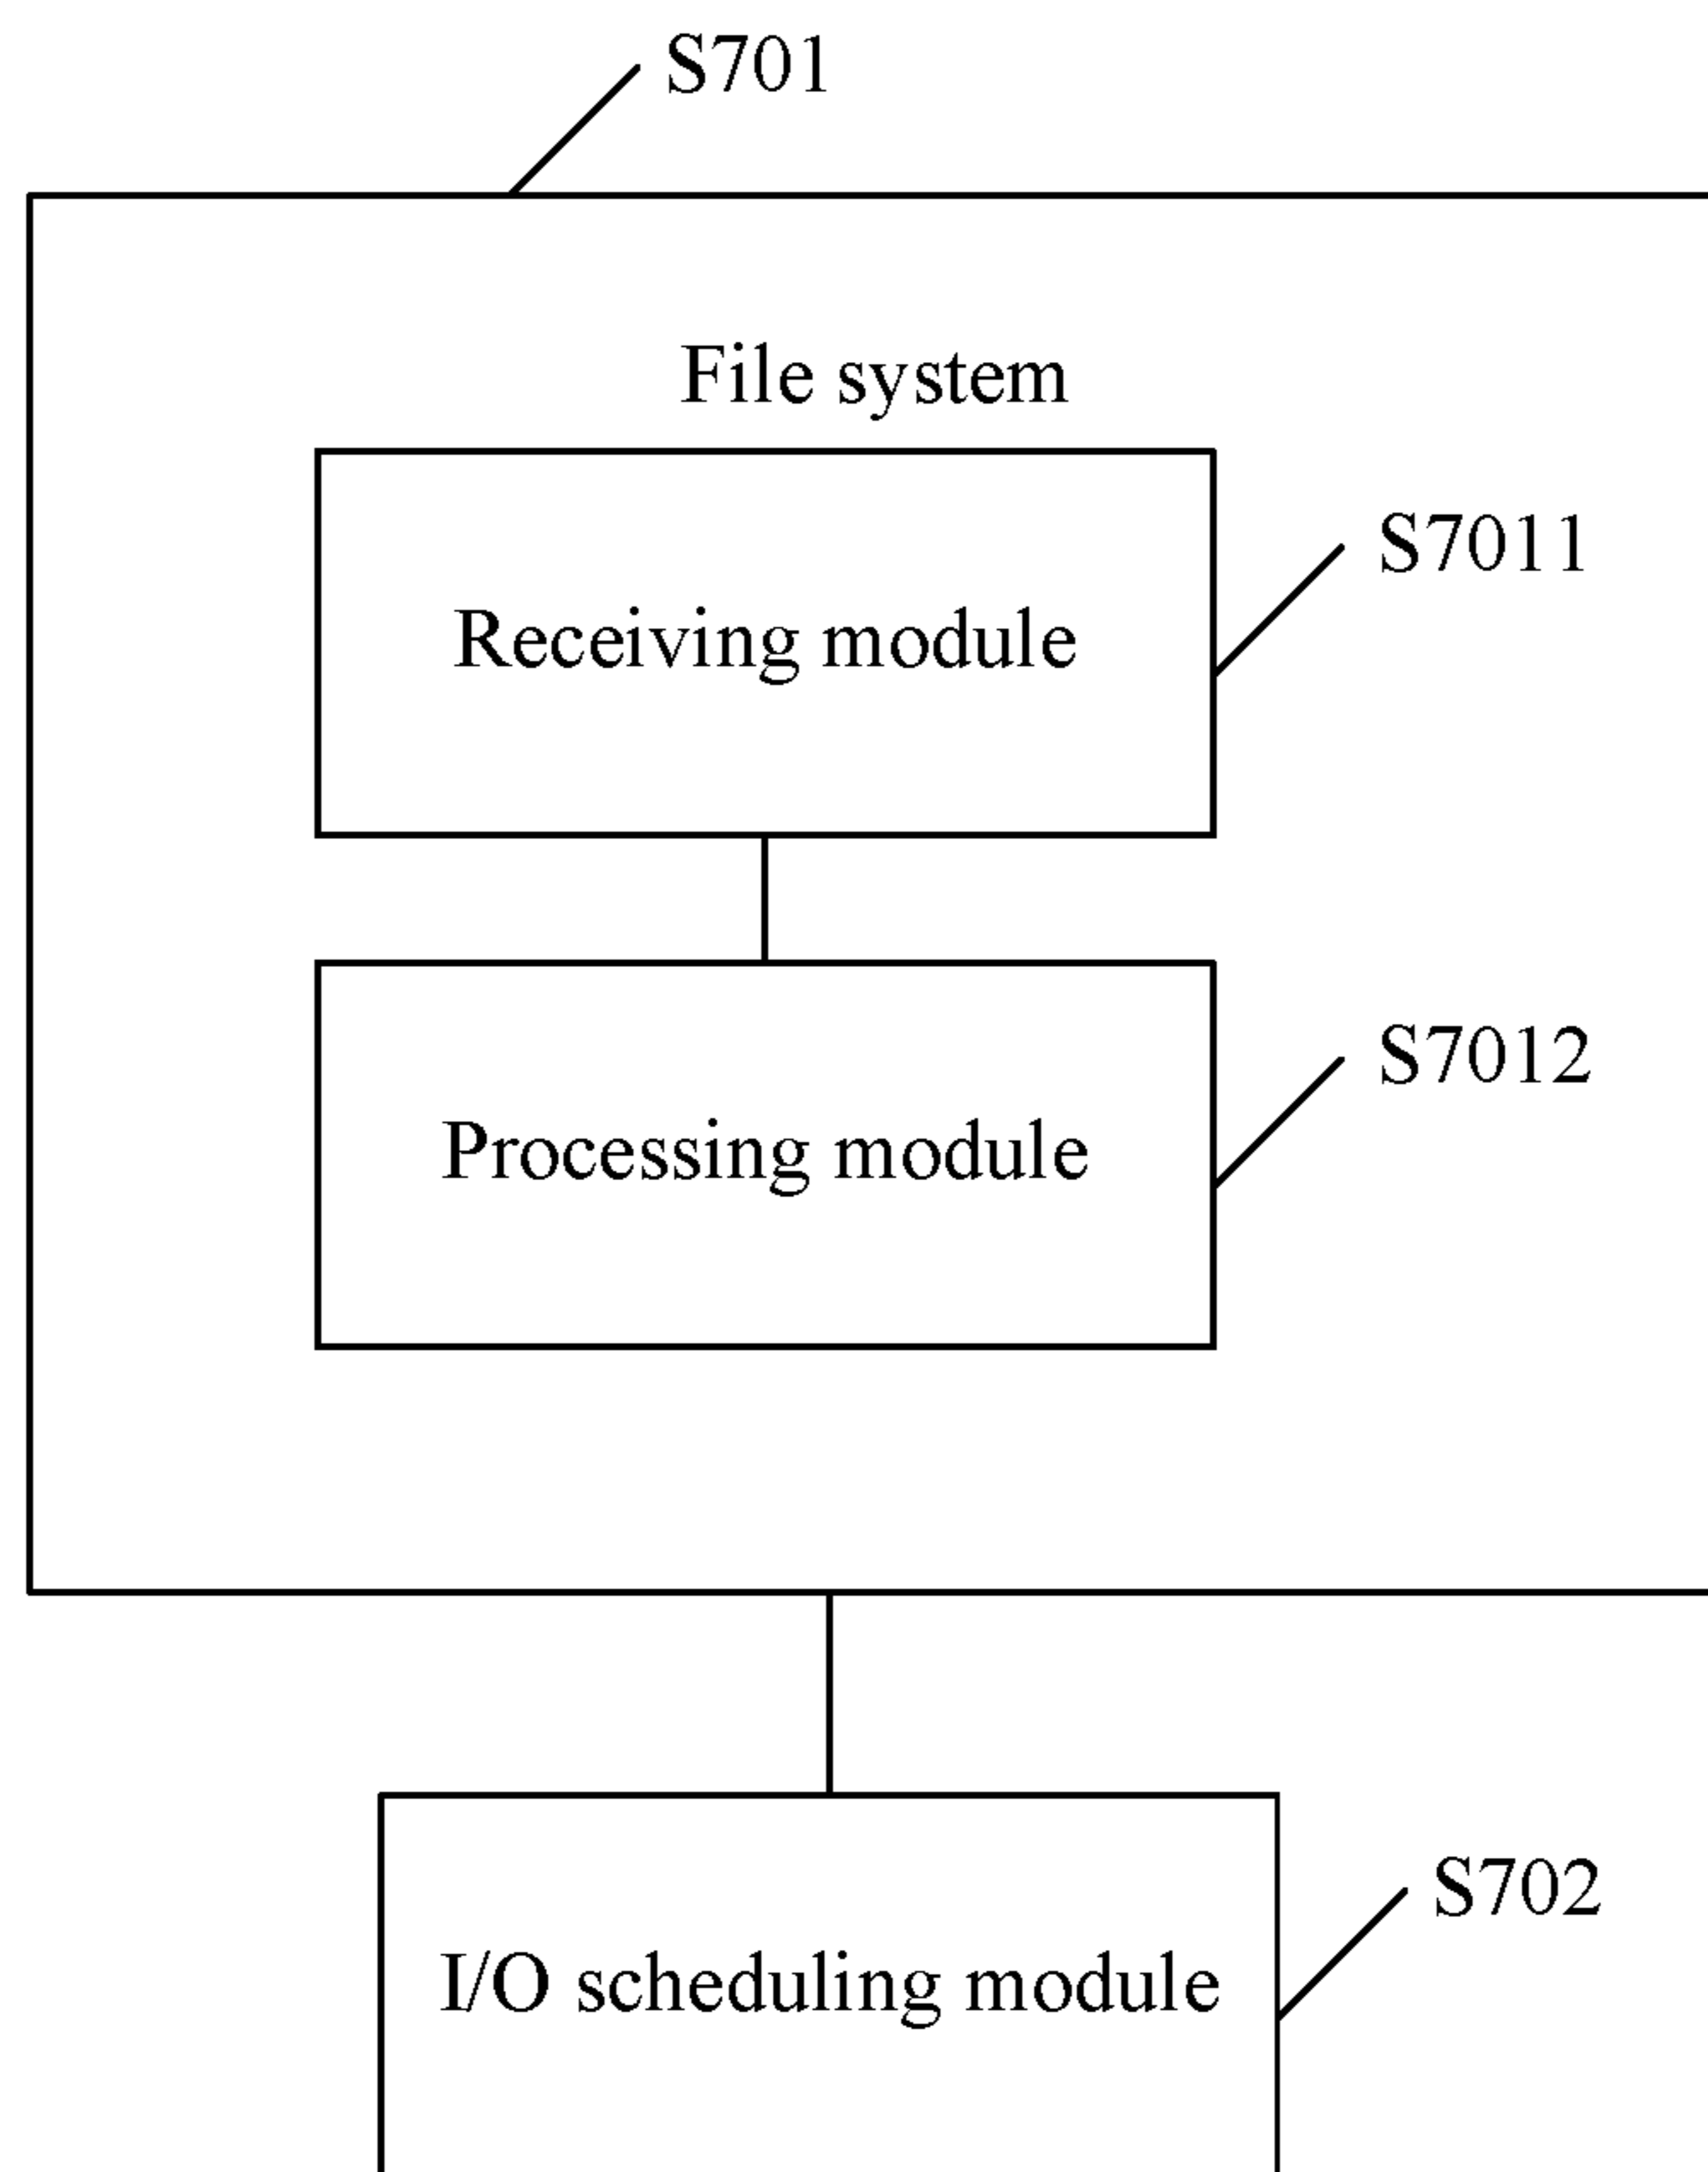 S701
File system
S7011
Receiving module
S7012
Processing module
S702
I/O scheduling module